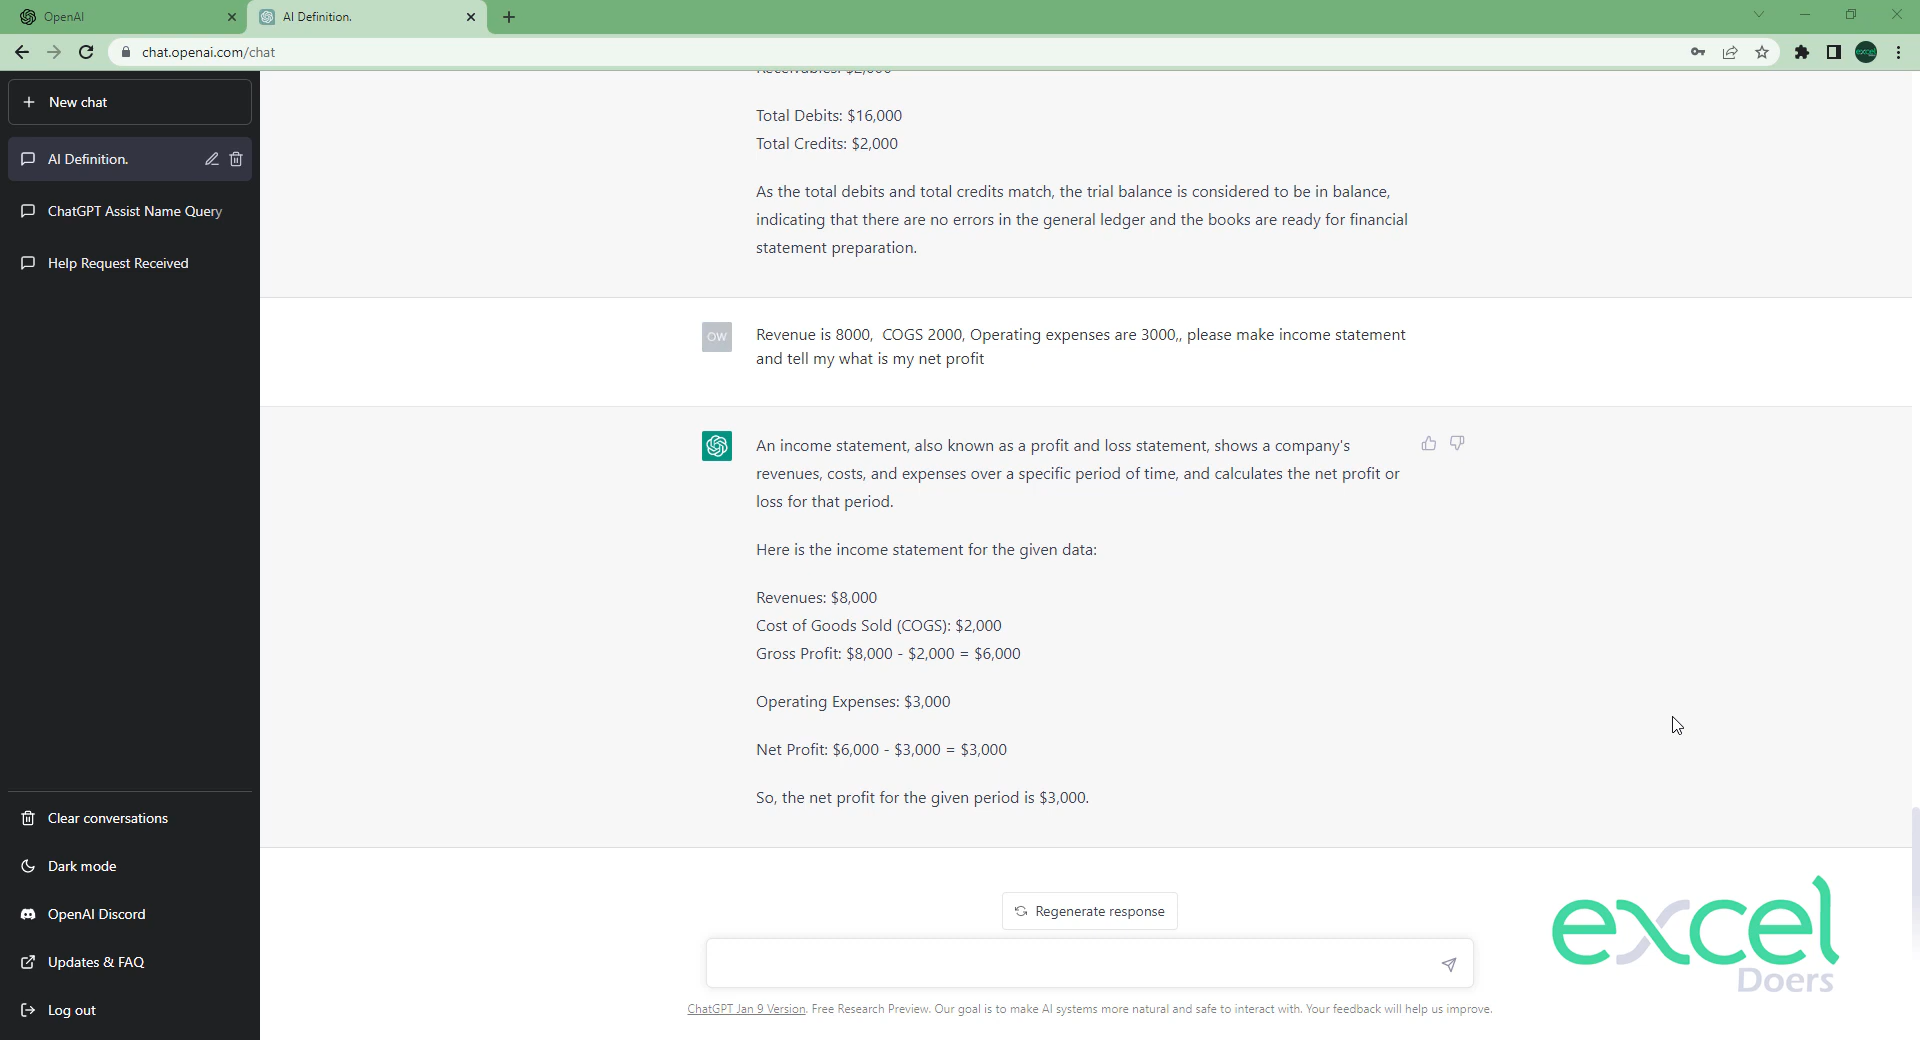 OpenAI
AI Definition.
chat.openai.com/chat
excel
New chat
AI Definition.
ChatGPT Assist Name Query
Help Request Received
Clear conversations
Dark mode
OpenAI Discord
Updates & FAQ
Log out
Receivables: $2,000
Total Debits: $16,000
Total Credits: $2,000
As the total debits and total credits match, the trial balance is considered to be in balance,
indicating that there are no errors in the general ledger and the books are ready for financial
statement preparation.
OW
Revenue is 8000,  COGS 2000, Operating expenses are 3000,, please make income statement
and tell my what is my net profit
An income statement, also known as a profit and loss statement, shows a company's
revenues, costs, and expenses over a specific period of time, and calculates the net profit or
loss for that period.
Here is the income statement for the given data:
Revenues: $8,000
Cost of Goods Sold (COGS): $2,000
Gross Profit: $8,000 - $2,000 = $6,000
Operating Expenses: $3,000
Net Profit: $6,000 - $3,000 = $3,000
So, the net profit for the given period is $3,000.
Regenerate response
ChatGPT Jan 9 Version. Free Research Preview. Our goal is to make AI systems more natural and safe to interact with. Your feedback will help us improve.
excel
Doers